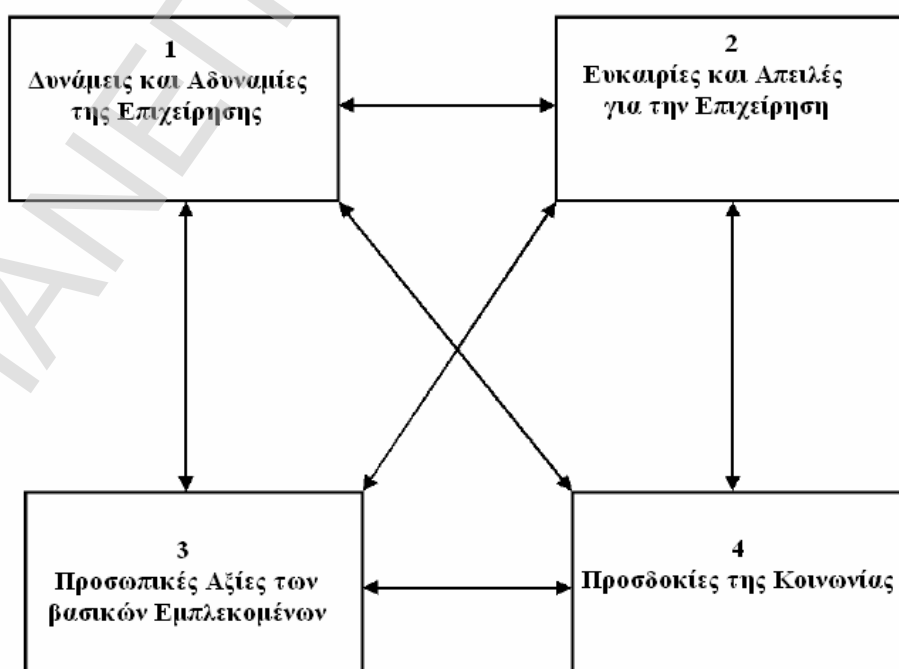 1
Δυνάμεις και Αδυναμίες
της Επιχείρησης
2
Ευκαιρίες και Απειλές
για την Επιχείρηση
3
Προσωπικές Αξίες των
βασικών Εμπλεκομένων
4
Προσδοκίες της Κοινωνίας